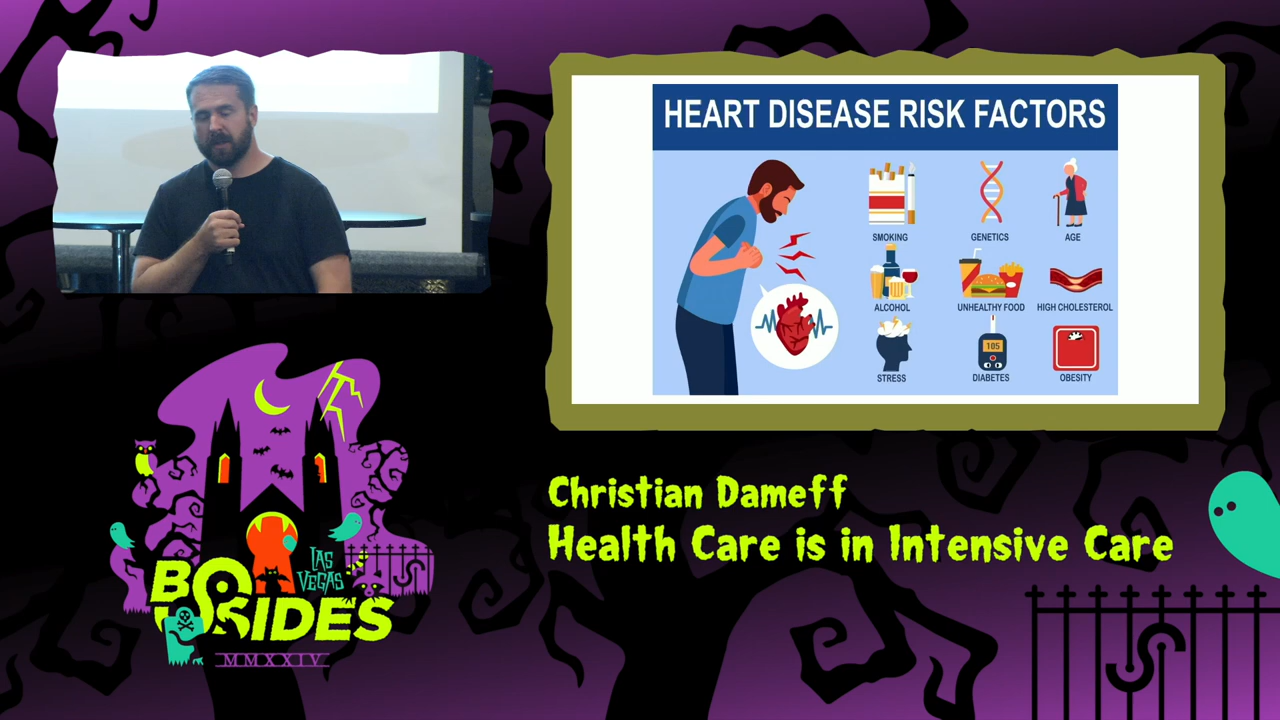 HEART DISEASE RISK FACTORS
SMOKING
GENETICS
AGE
ALCOHOL
UNHEALTHY FOOD
HIGH CHOLESTEROL
105
STRESS
DIABETES
OBESITY
Christian Dameff
Health Care is in Intensive Care
LAS
VEGAS
BSIDES
MMXXIV